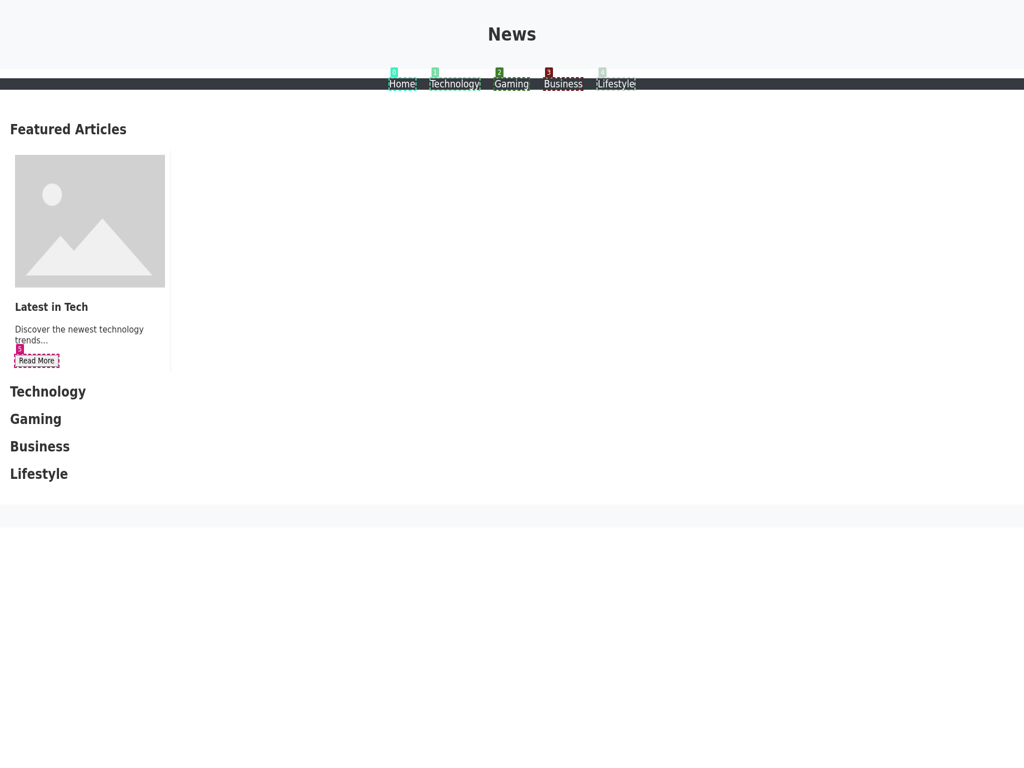 News
0 1 2 3 4
Home Technology Gaming Business Lifestyle
Featured Articles
Latest in Tech
Discover the newest technology
trends...
5
Read More
Technology
Gaming
Business
Lifestyle